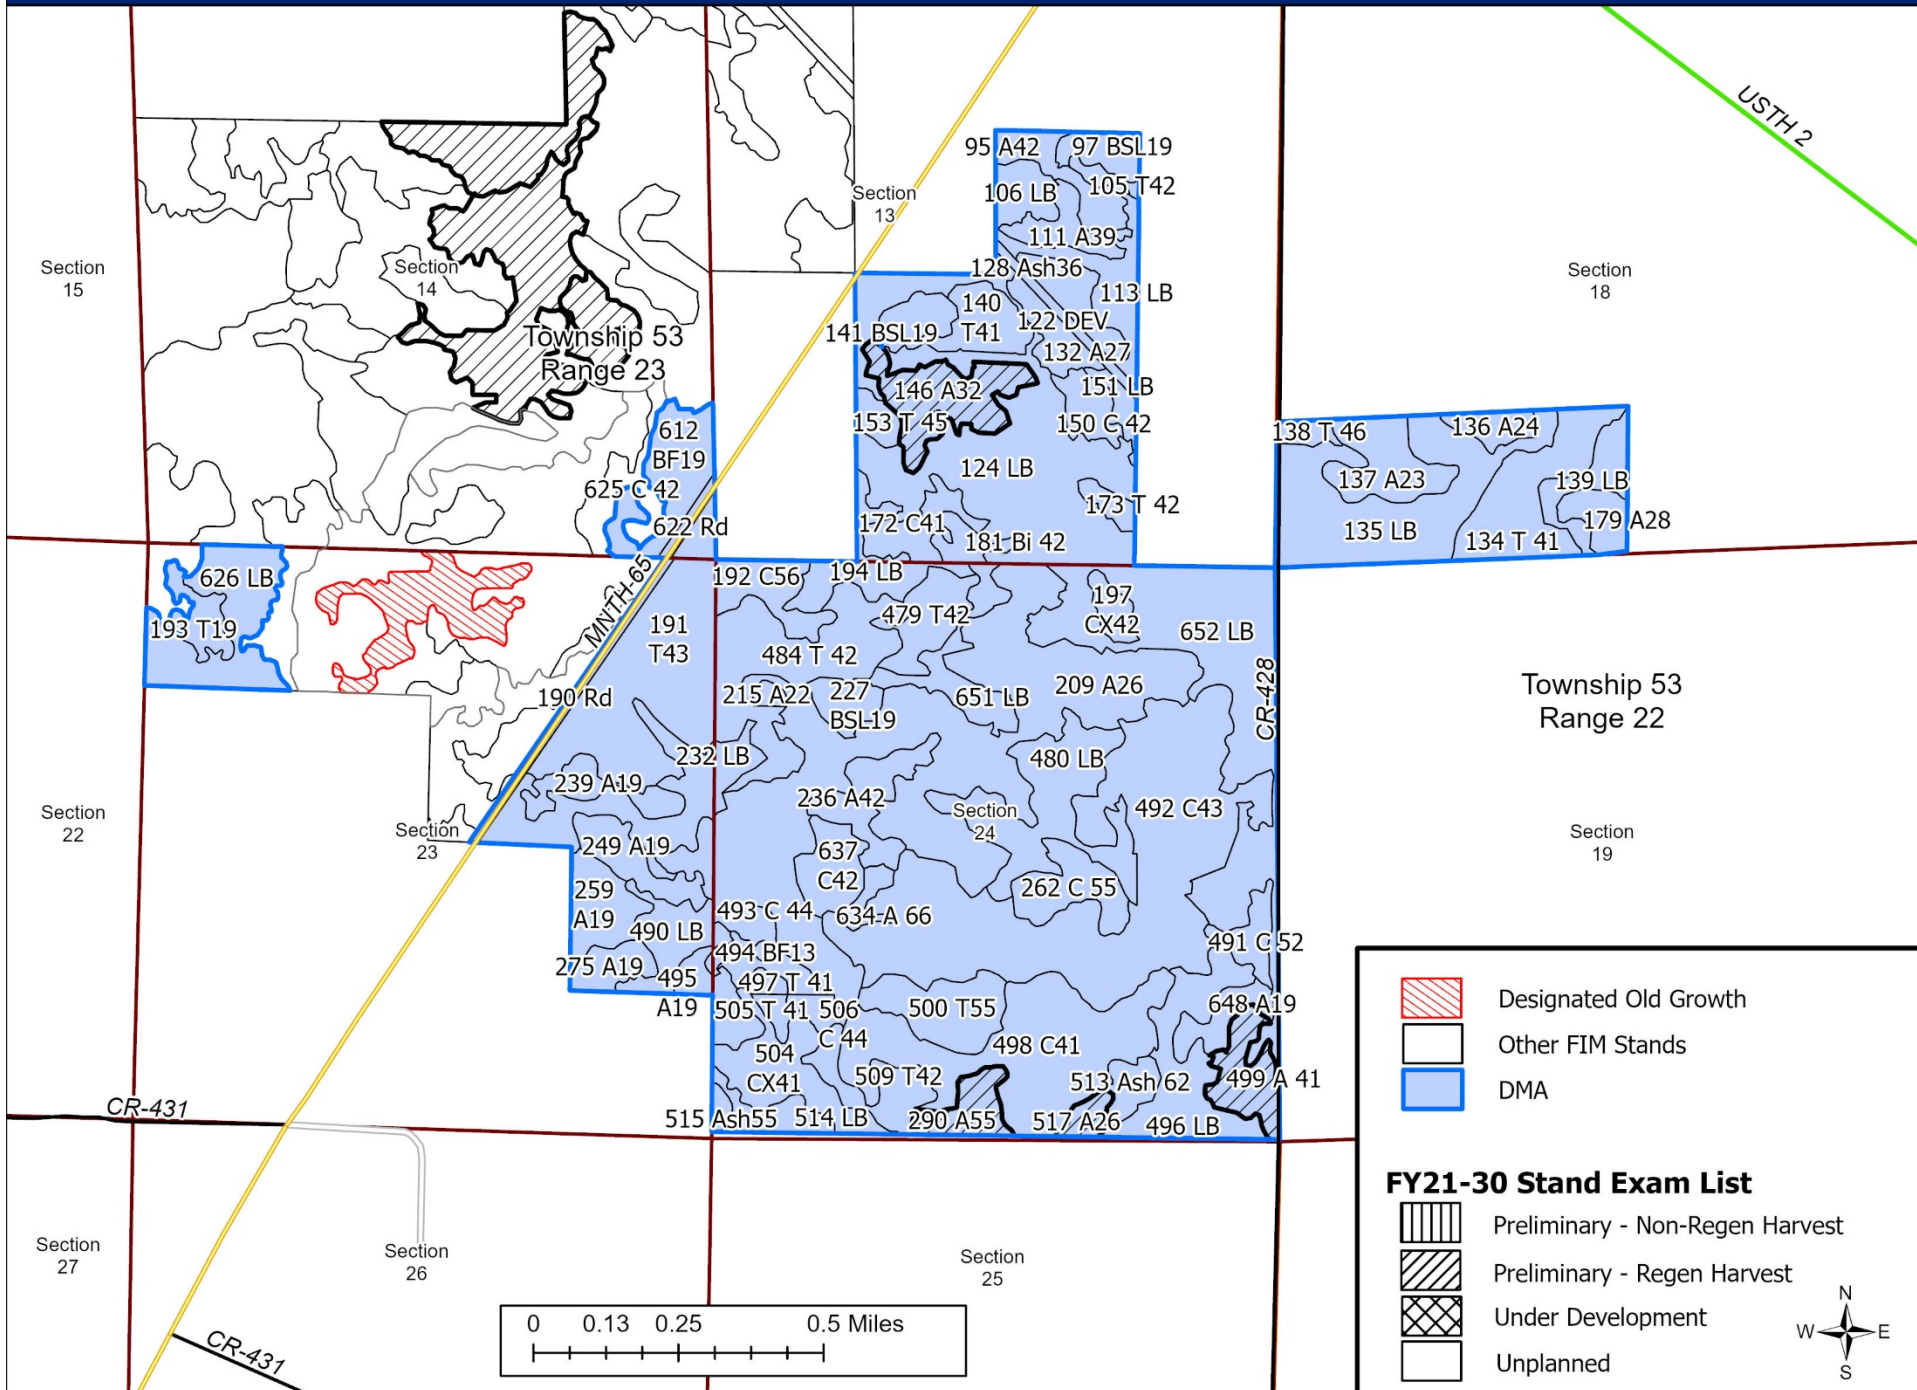 USTH 2
95 A42
97 BSL19
105 T42
106 LB
Section
13
111 A39
128 Ash36
113 LB
140
T41
122 DEV
141 BSL19
132 A27
146 A32
151 LB
153 T 45
150 C 42
124 LB
173 T 42
172 C41
181 Bi 42
Section
15
Section
14
Township 53
Range 23
612
BF19
625 C 42
622 Rd
Section
18
138 T 46
136 A24
137 A23
139 LB
135 LB
134 T 41
179 A28
626 LB
193 T19
MNTH-65
192 C56
194 LB
197
CX42
479 T42
191
T43
652 LB
484 T 42
190 Rd
215 A22
227
BSL19
651 LB
209 A26
CR-428
Township 53
Range 22
232 LB
480 LB
239 A19
236 A42
Section
24
492 C43
Section
22
Section
23
Section
19
249 A19
637
C42
259
A19
262 C 55
493 C 44
634 A 66
490 LB
494 BF13
491 C 52
275 A19
495
A19
497 T 41
505 T 41
506
C 44
500 T55
648 A19
504
CX41
498 C41
509 T42
513 Ash 62
499 A 41
515 Ash55
514 LB
290 A55
517 A26
496 LB
CR-431
Section
27
Section
26
Section
25
CR-431
0 0.13 0.25 0.5 Miles
Designated Old Growth
Other FIM Stands
DMA
FY21-30 Stand Exam List
Preliminary - Non-Regen Harvest
Preliminary - Regen Harvest
Under Development
Unplanned
N
W E
S